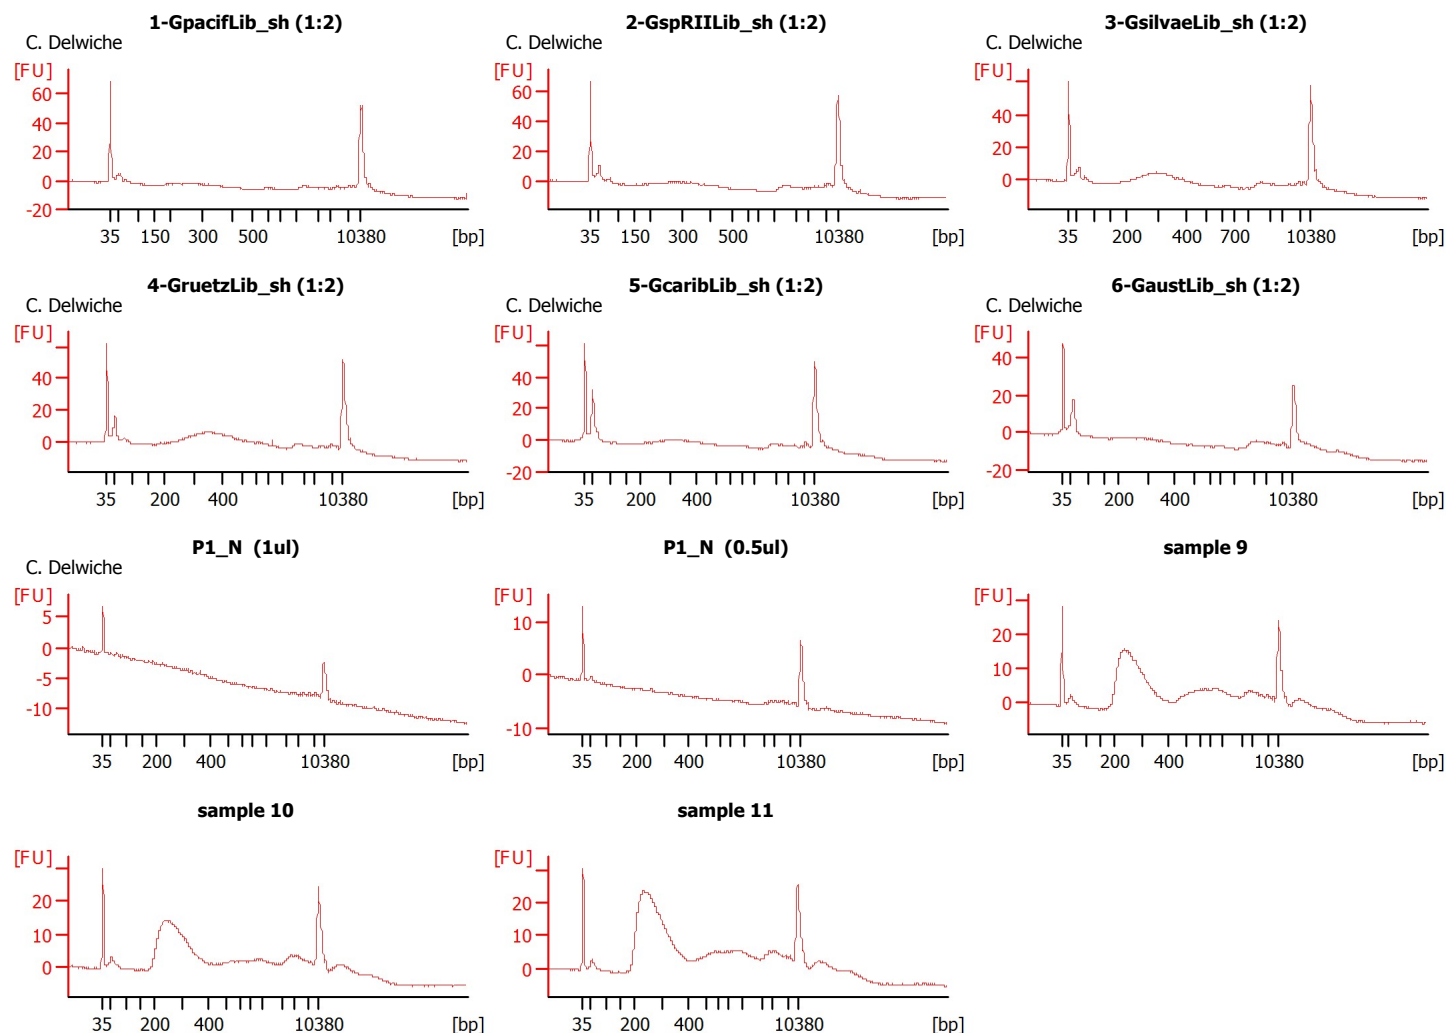 1-GpacifLib_sh (1:2)
C. Delwiche
[FU]
60
40
20
0
-20
35 150 300 500 10380 [bp]
2-GspRIILib_sh (1:2)
C. Delwiche
[FU]
60
40
20
0
35 150 300 500 10380 [bp]
3-GsilvaeLib_sh (1:2)
C. Delwiche
[FU]
40
20
0
35 200 400 700 10380 [bp]
4-GruetzLib_sh (1:2)
C. Delwiche
[FU]
40
20
0
35 200 400 10380 [bp]
5-GcaribLib_sh (1:2)
C. Delwiche
[FU]
40
20
0
-20
35 200 400 10380 [bp]
6-GaustLib_sh (1:2)
C. Delwiche
[FU]
40
20
0
-20
35 200 400 10380 [bp]
P1_N (1ul)
C. Delwiche
[FU]
5
0
-5
-10
35 200 400 10380 [bp]
P1_N (0.5ul)
[FU]
10
0
-10
35 200 400 10380 [bp]
sample 9
[FU]
20
10
0
35 200 400 10380 [bp]
sample 10
[FU]
20
10
0
35 200 400 10380 [bp]
sample 11
[FU]
20
10
0
35 200 400 10380 [bp]